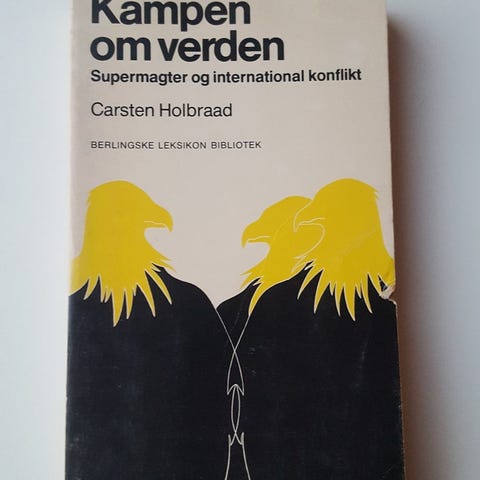 Kampen
om verden
Supermagter og international konflikt
Carsten Holbraad
BERLINGSKE LEKSIKON BIBLIOTEK